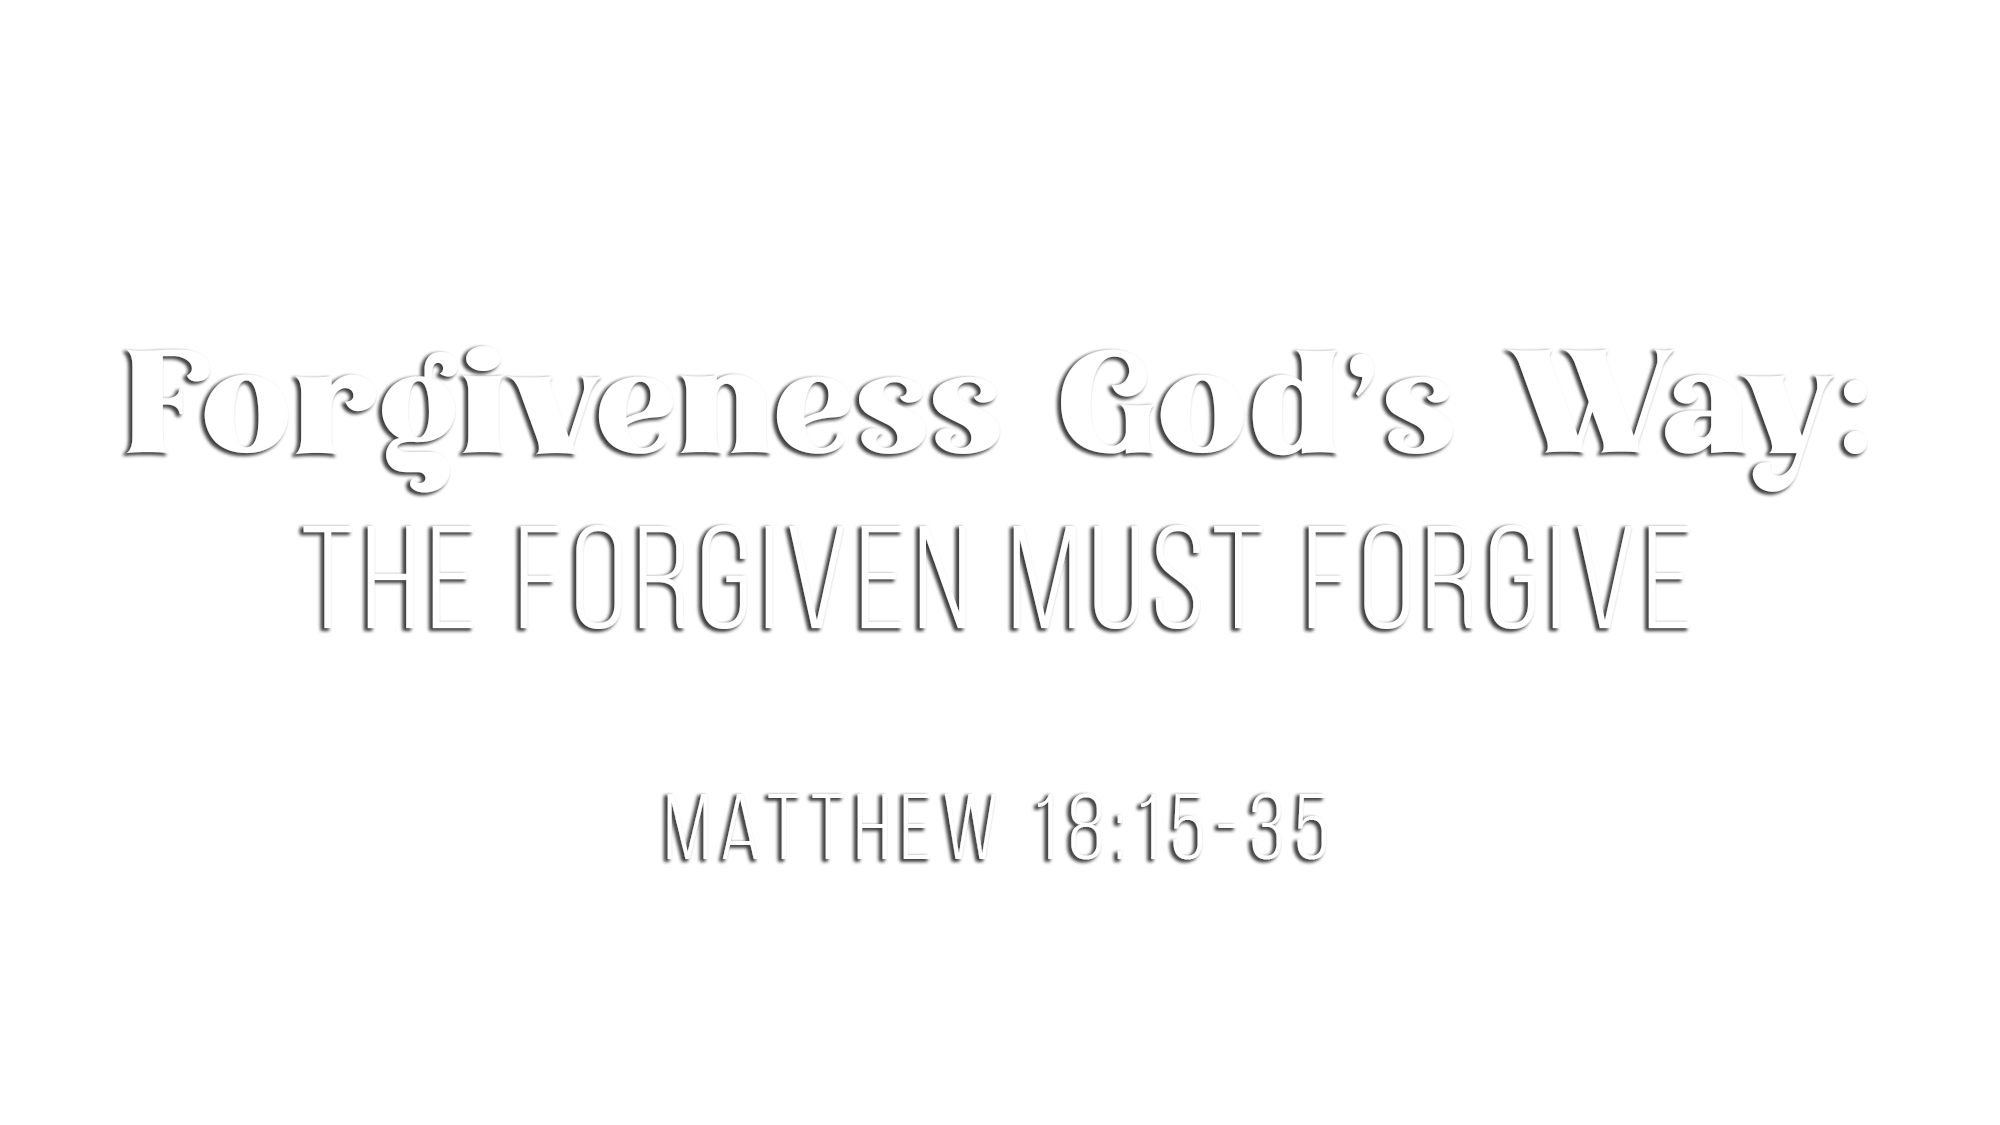 Forgiveness God's Way:
THE FORGIVEN MUST FORGIVE
MATTHEW 18:15-35